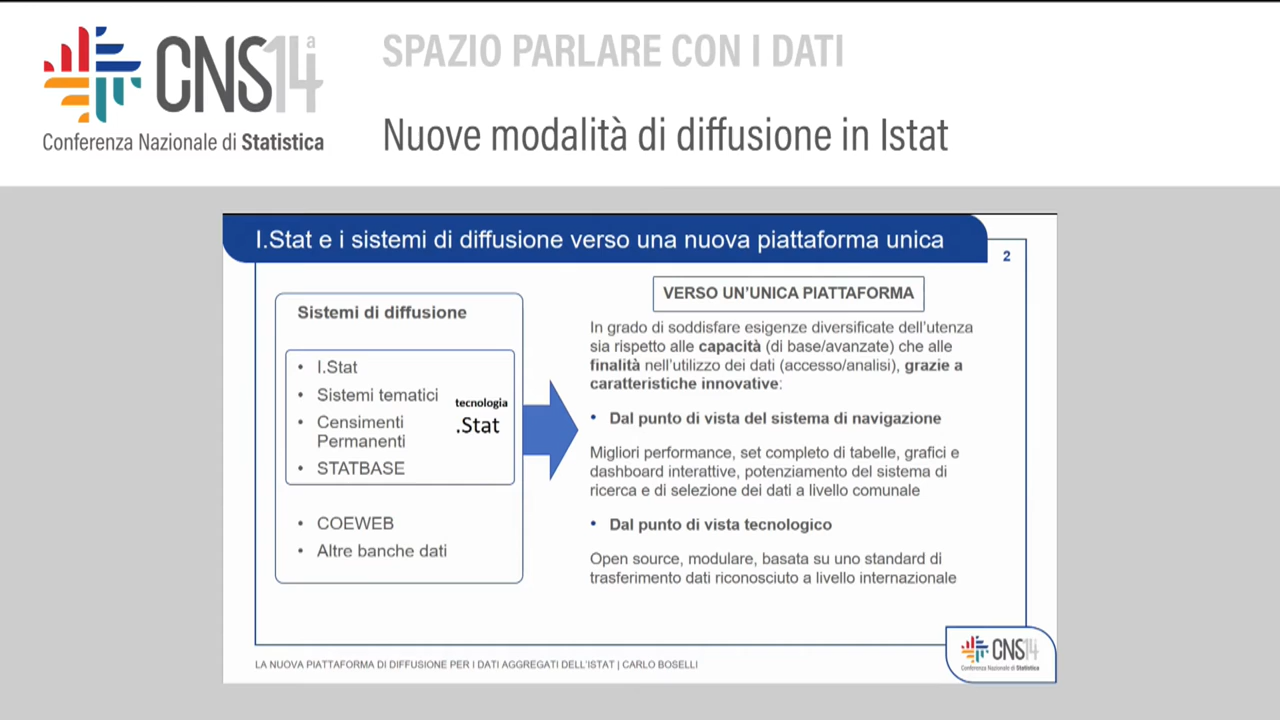 CNS14a
Conferenza Nazionale di Statistica
SPAZIO PARLARE CON I DATI
Nuove modalità di diffusione in Istat
I.Stat e i sistemi di diffusione verso una nuova piattaforma unica
2
Sistemi di diffusione
• I.Stat
• Sistemi tematici
• Censimenti
Permanenti
• STATBASE
tecnologia
.Stat
• COEWEB
• Altre banche dati
VERSO UN'UNICA PIATTAFORMA
In grado di soddisfare esigenze diversificate dell'utenza
sia rispetto alle capacità (di base/avanzate) che alle
finalità nell'utilizzo dei dati (accesso/analisi), grazie a
caratteristiche innovative:
• Dal punto di vista del sistema di navigazione
Migliori performance, set completo di tabelle, grafici e
dashboard interattive, potenziamento del sistema di
ricerca e di selezione dei dati a livello comunale
• Dal punto di vista tecnologico
Open source, modulare, basata su uno standard di
trasferimento dati riconosciuto a livello internazionale
LA NUOVA PIATTAFORMA DI DIFFUSIONE PER I DATI AGGREGATI DELL'ISTAT | CARLO BOSELLI
CNS14
Conferenza Nazionale di Statistica